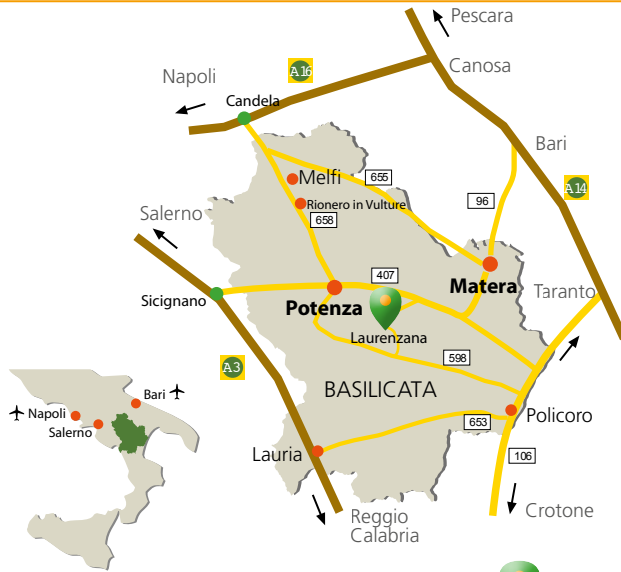 Pescara
Napoli
A16
Canosa
Candela
Bari
Melfi
655
A14
Rionero in Vulture
96
Salerno
658
407
Matera
Sicignano
Potenza
Taranto
Laurenzana
598
A3
BASILICATA
Bari
Napoli
Salerno
Policoro
653
Lauria
106
Reggio
Calabria
Crotone